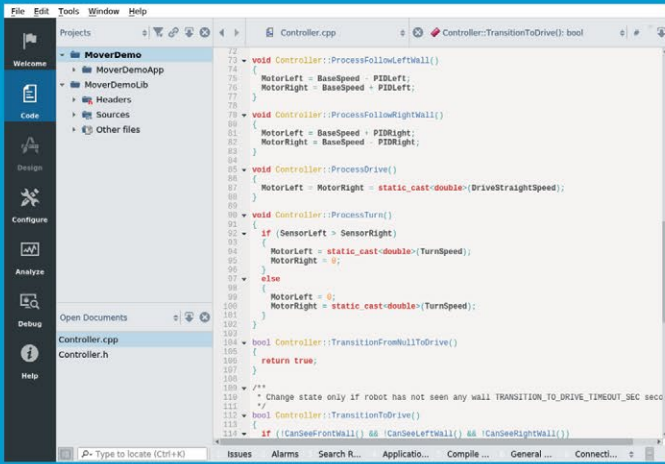 File Edit Tools Window Help
Projects
Controller.cpp
Controller::TransitionToDrive(): bool
#
Welcome
Code
Design
Configure
Analyze
Debug
Help
MoverDemo
MoverDemoApp
MoverDemoLib
Headers
Sources
Other files
Open Documents
Controller.cpp
Controller.h
72
73 void Controller::ProcessFollowLeftWall()
74 {
75 MotorLeft = BaseSpeed - PIDLeft;
76 MotorRight = BaseSpeed + PIDLeft;
77 }
78
79 void Controller::ProcessFollowRightWall()
80 {
81 MotorLeft = BaseSpeed + PIDRight;
82 MotorRight = BaseSpeed - PIDRight;
83 }
84
85 void Controller::ProcessDrive()
86 {
87 MotorLeft = MotorRight = static_cast<double>(DriveStraightSpeed);
88 }
89
90 void Controller::ProcessTurn()
91 {
92 if (SensorLeft > SensorRight)
93 {
94 MotorLeft = static_cast<double>(TurnSpeed);
95 MotorRight = 0;
96 }
97 else
98 {
99 MotorLeft = 0;
100 MotorRight = static_cast<double>(TurnSpeed);
101 }
102 }
103
104 bool Controller::TransitionFromNullToDrive()
105 {
106 return true;
107 }
108
109 /**
110 * Change state only if robot has not seen any wall TRANSITION_TO_DRIVE_TIMEOUT_SEC seco
111 */
112 bool Controller::TransitionToDrive()
113 {
114 if (!CanSeeFrontWall() && !CanSeeLeftWall() && !CanSeeRightWall())
Type to locate (Ctrl+K)
Issues Alarms Search R... Applicatio... Compile ... General ... Connecti...